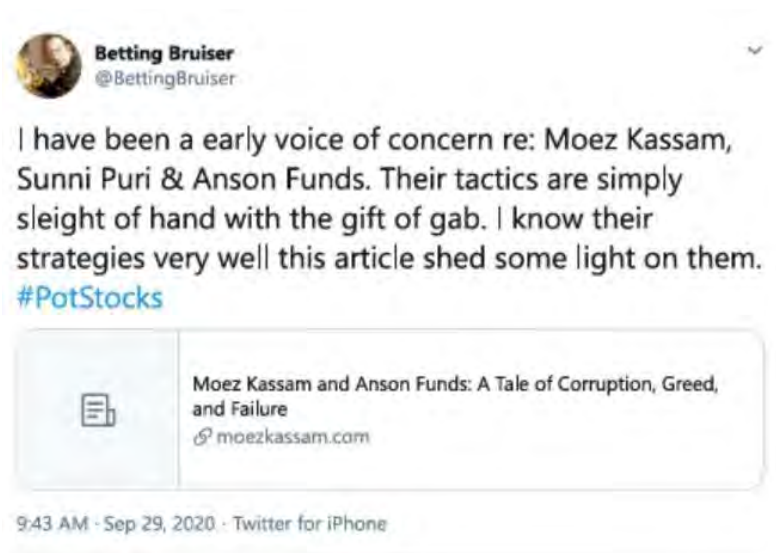 Betting Bruiser
@BettingBruiser
I have been a early voice of concern re: Moez Kassam,
Sunni Puri & Anson Funds. Their tactics are simply
sleight of hand with the gift of gab. I know their
strategies very well this article shed some light on them.
#PotStocks
Moez Kassam and Anson Funds: A Tale of Corruption, Greed,
and Failure
moezkassam.com
9:43 AM · Sep 29, 2020 · Twitter for iPhone